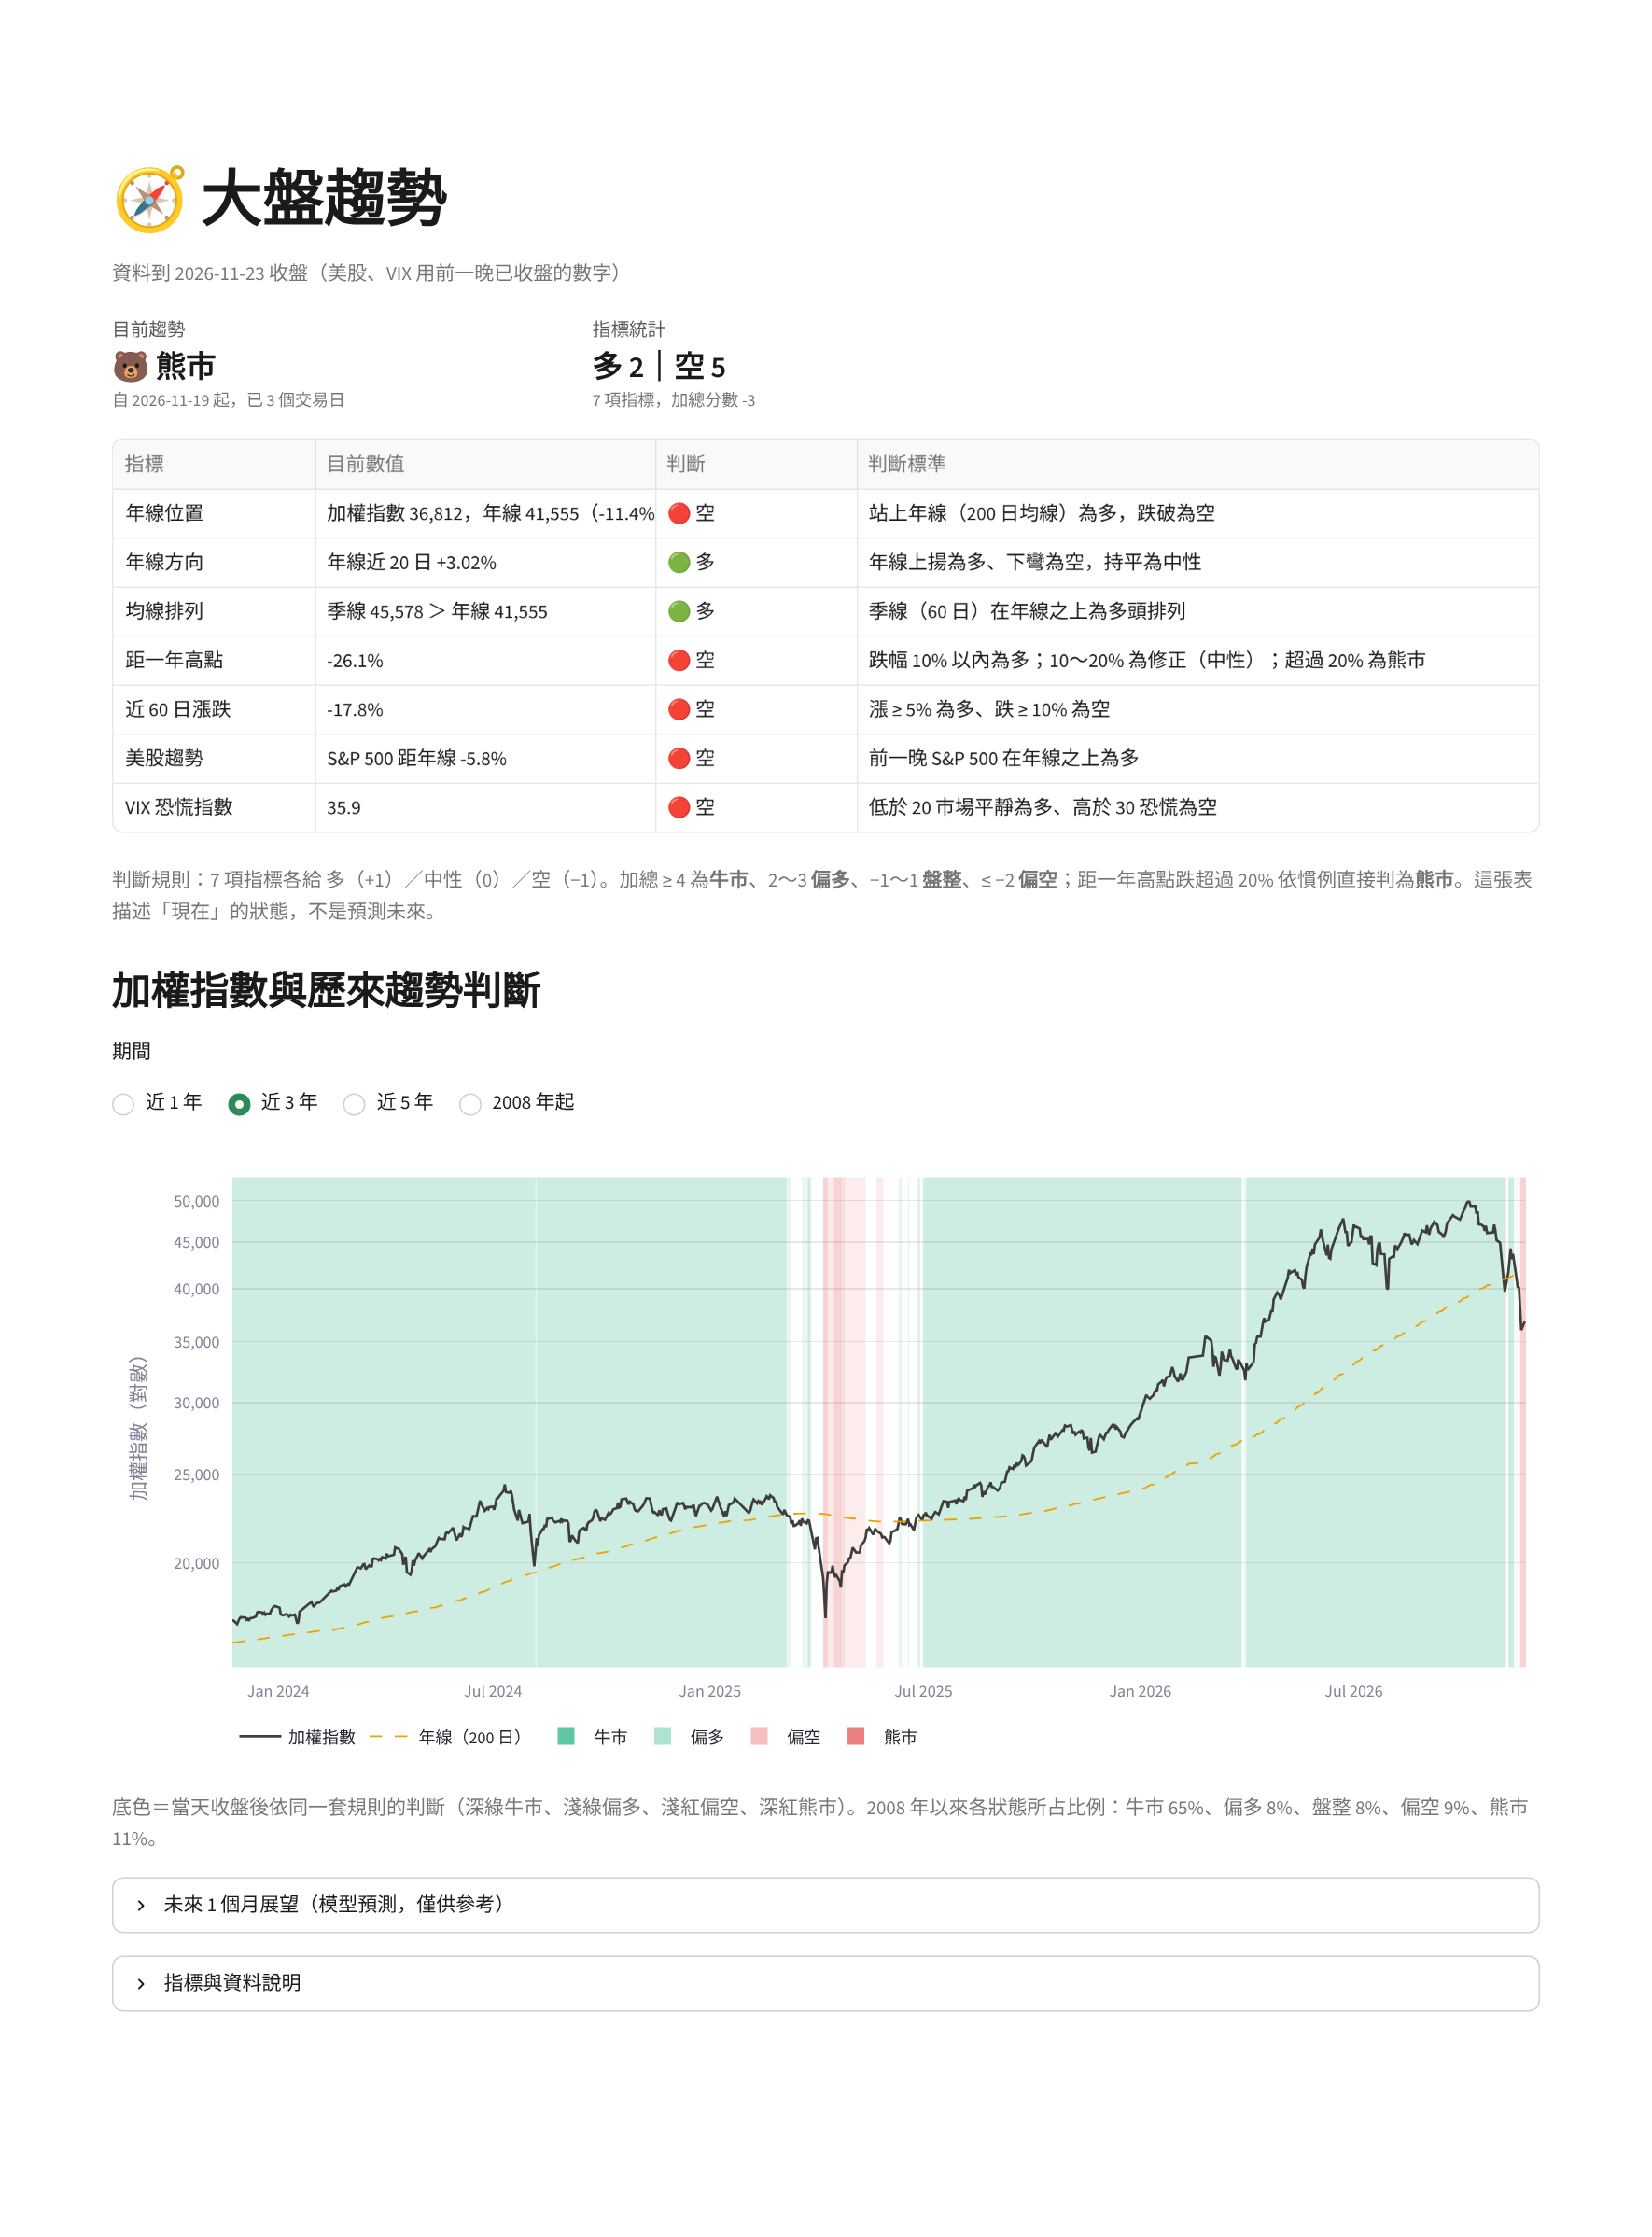 大盤趨勢
資料到 2026-11-23 收盤（美股、VIX 用前一晚已收盤的數字）
目前趨勢
熊市
自 2026-11-19 起，已 3 個交易日
指標統計
多 2｜空 5
7 項指標，加總分數 -3
指標 目前數值 判斷 判斷標準
年線位置 加權指數 36,812，年線 41,555（-11.4% 空 站上年線（200 日均線）為多，跌破為空
年線方向 年線近 20 日 +3.02% 多 年線上揚為多、下彎為空，持平為中性
均線排列 季線 45,578 ＞ 年線 41,555 多 季線（60 日）在年線之上為多頭排列
距一年高點 -26.1% 空 跌幅 10% 以內為多；10～20% 為修正（中性）；超過 20% 為熊市
近 60 日漲跌 -17.8% 空 漲 ≥ 5% 為多、跌 ≥ 10% 為空
美股趨勢 S&P 500 距年線 -5.8% 空 前一晚 S&P 500 在年線之上為多
VIX 恐慌指數 35.9 空 低於 20 市場平靜為多、高於 30 恐慌為空
判斷規則：7 項指標各給 多（+1）／中性（0）／空（−1）。加總 ≥ 4 為牛市、2～3 偏多、−1～1 盤整、≤ −2 偏空；距一年高點跌超過 20% 依慣例直接判為熊市。這張表
描述「現在」的狀態，不是預測未來。
加權指數與歷來趨勢判斷
期間
近 1 年 近 3 年 近 5 年 2008 年起
加權指數（對數）
50,000
45,000
40,000
35,000
30,000
25,000
20,000
Jan 2024 Jul 2024 Jan 2025 Jul 2025 Jan 2026 Jul 2026
加權指數 年線（200 日） 牛市 偏多 偏空 熊市
底色＝當天收盤後依同一套規則的判斷（深綠牛市、淺綠偏多、淺紅偏空、深紅熊市）。2008 年以來各狀態所占比例：牛市 65%、偏多 8%、盤整 8%、偏空 9%、熊市
11%。
未來 1 個月展望（模型預測，僅供參考）
指標與資料說明